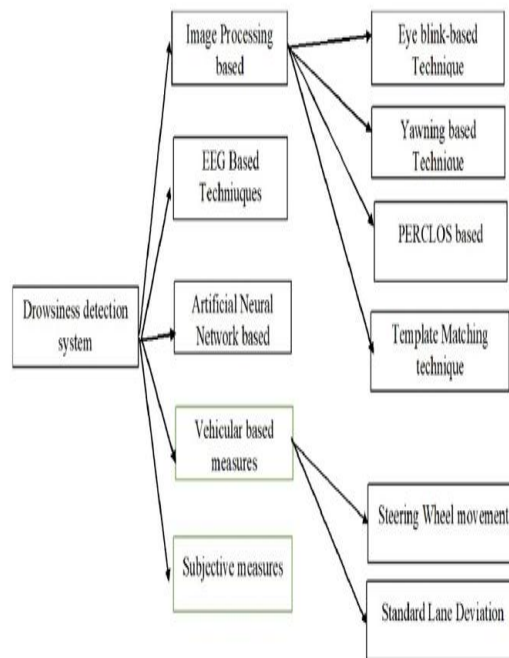 Image Processing
based
Eye blink-based
Technique
Yawning based
Technioue
EEG Based
Techniuques
PERCLOS based
Drowsiness detection
system
Artificial Neural
Network based
Template Matching
technique
Vehicular based
measures
Steering Wheel movement
Subjective measures
Standard Lane Deviation